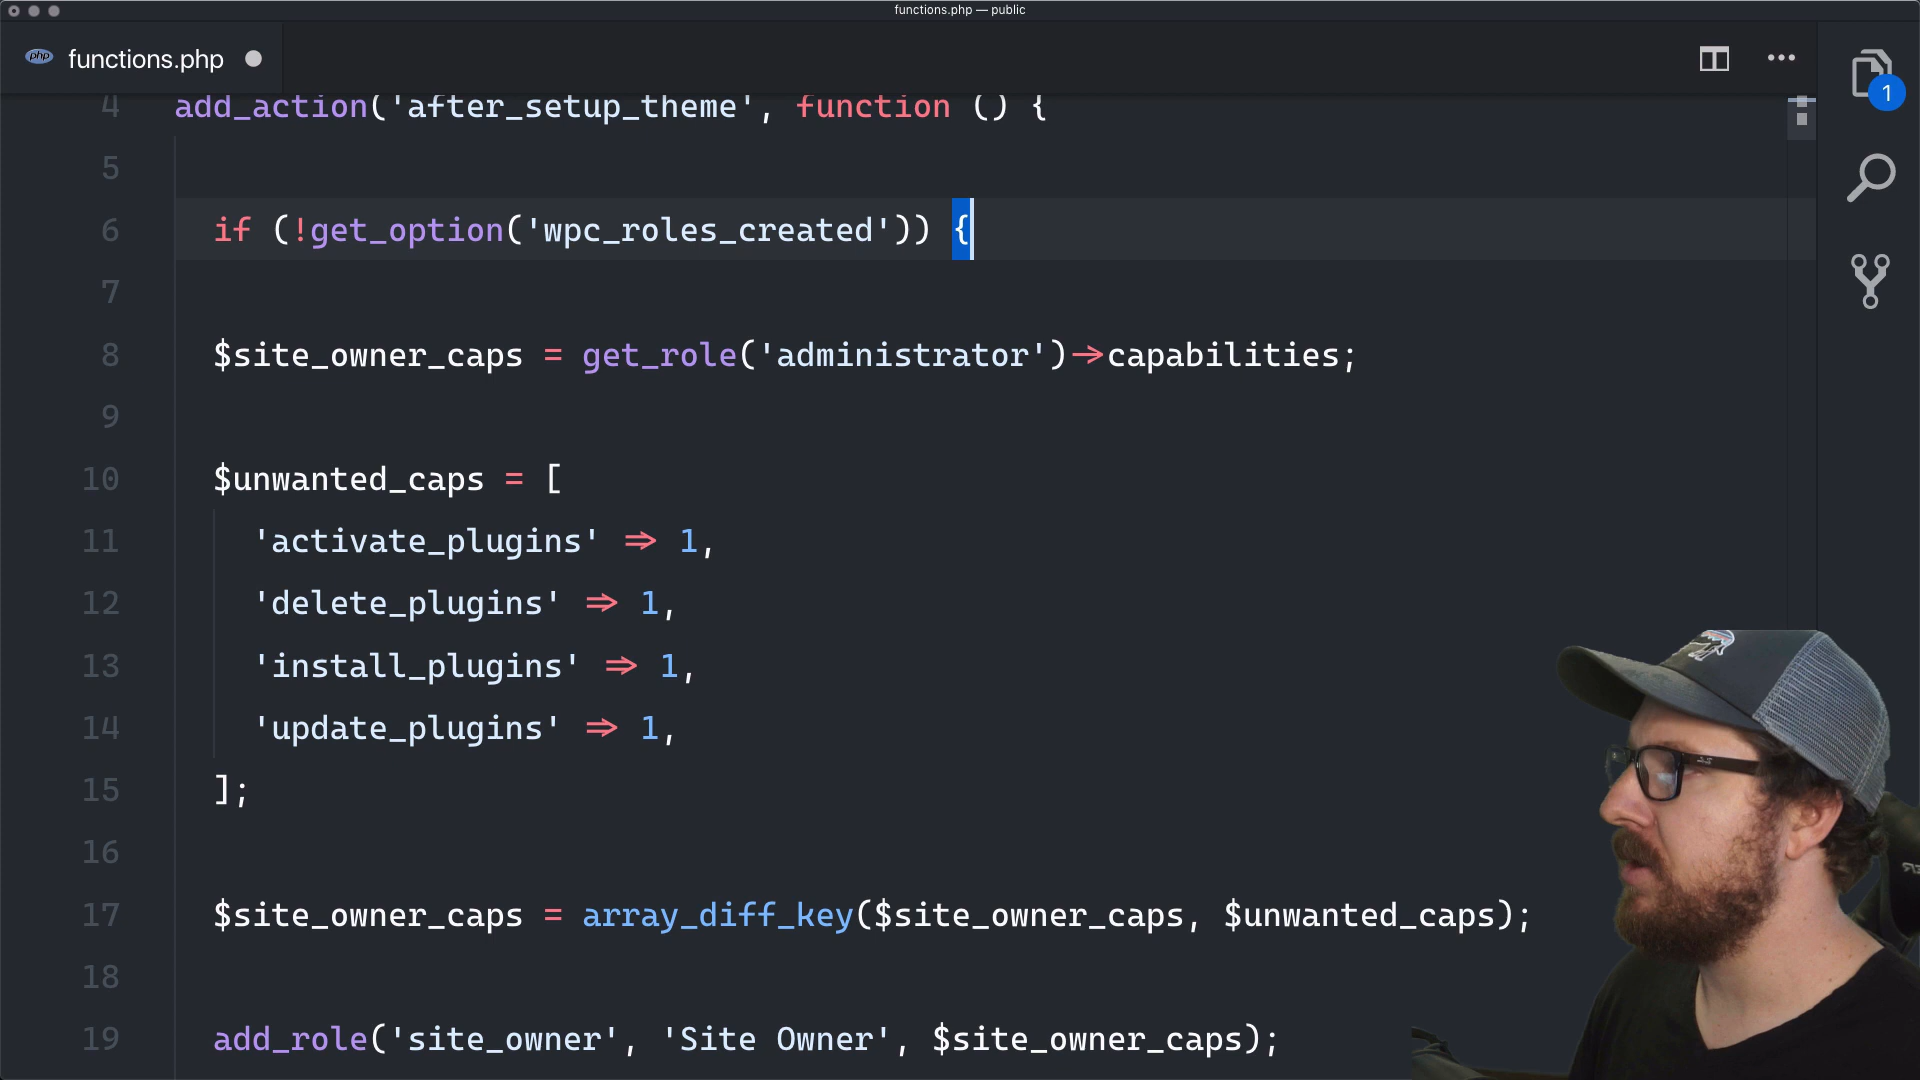 functions.php — public
php functions.php
1
4 add_action('after_setup_theme', function () {
5
6 if (!get_option('wpc_roles_created')) {
7
8 $site_owner_caps = get_role('administrator')->capabilities;
9
10 $unwanted_caps = [
11 'activate_plugins' => 1,
12 'delete_plugins' => 1,
13 'install_plugins' => 1,
14 'update_plugins' => 1,
15 ];
16
17 $site_owner_caps = array_diff_key($site_owner_caps, $unwanted_caps);
18
19 add_role('site_owner', 'Site Owner', $site_owner_caps);